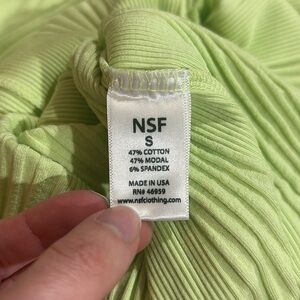 NSF
S
47% COTTON
47% MODAL
6% SPANDEX
MADE IN USA
RN# 46959
www.nsfclothing.com